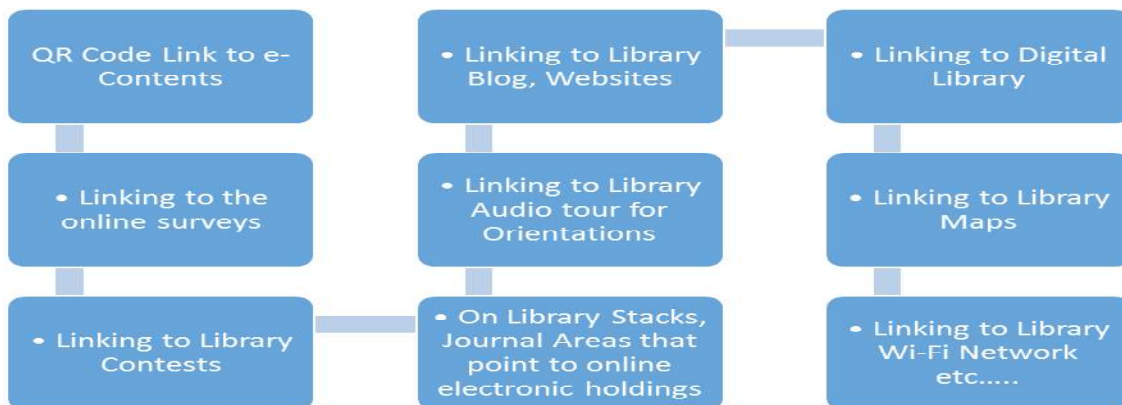 QR Code Link to e-
Contents
• Linking to the
online surveys
• Linking to Library
Contests
• On Library Stacks,
Journal Areas that
point to online
electronic holdings
• Linking to Library
Audio tour for
Orientations
• Linking to Library
Blog, Websites
• Linking to Digital
Library
• Linking to Library
Maps
• Linking to Library
Wi-Fi Network
etc.....